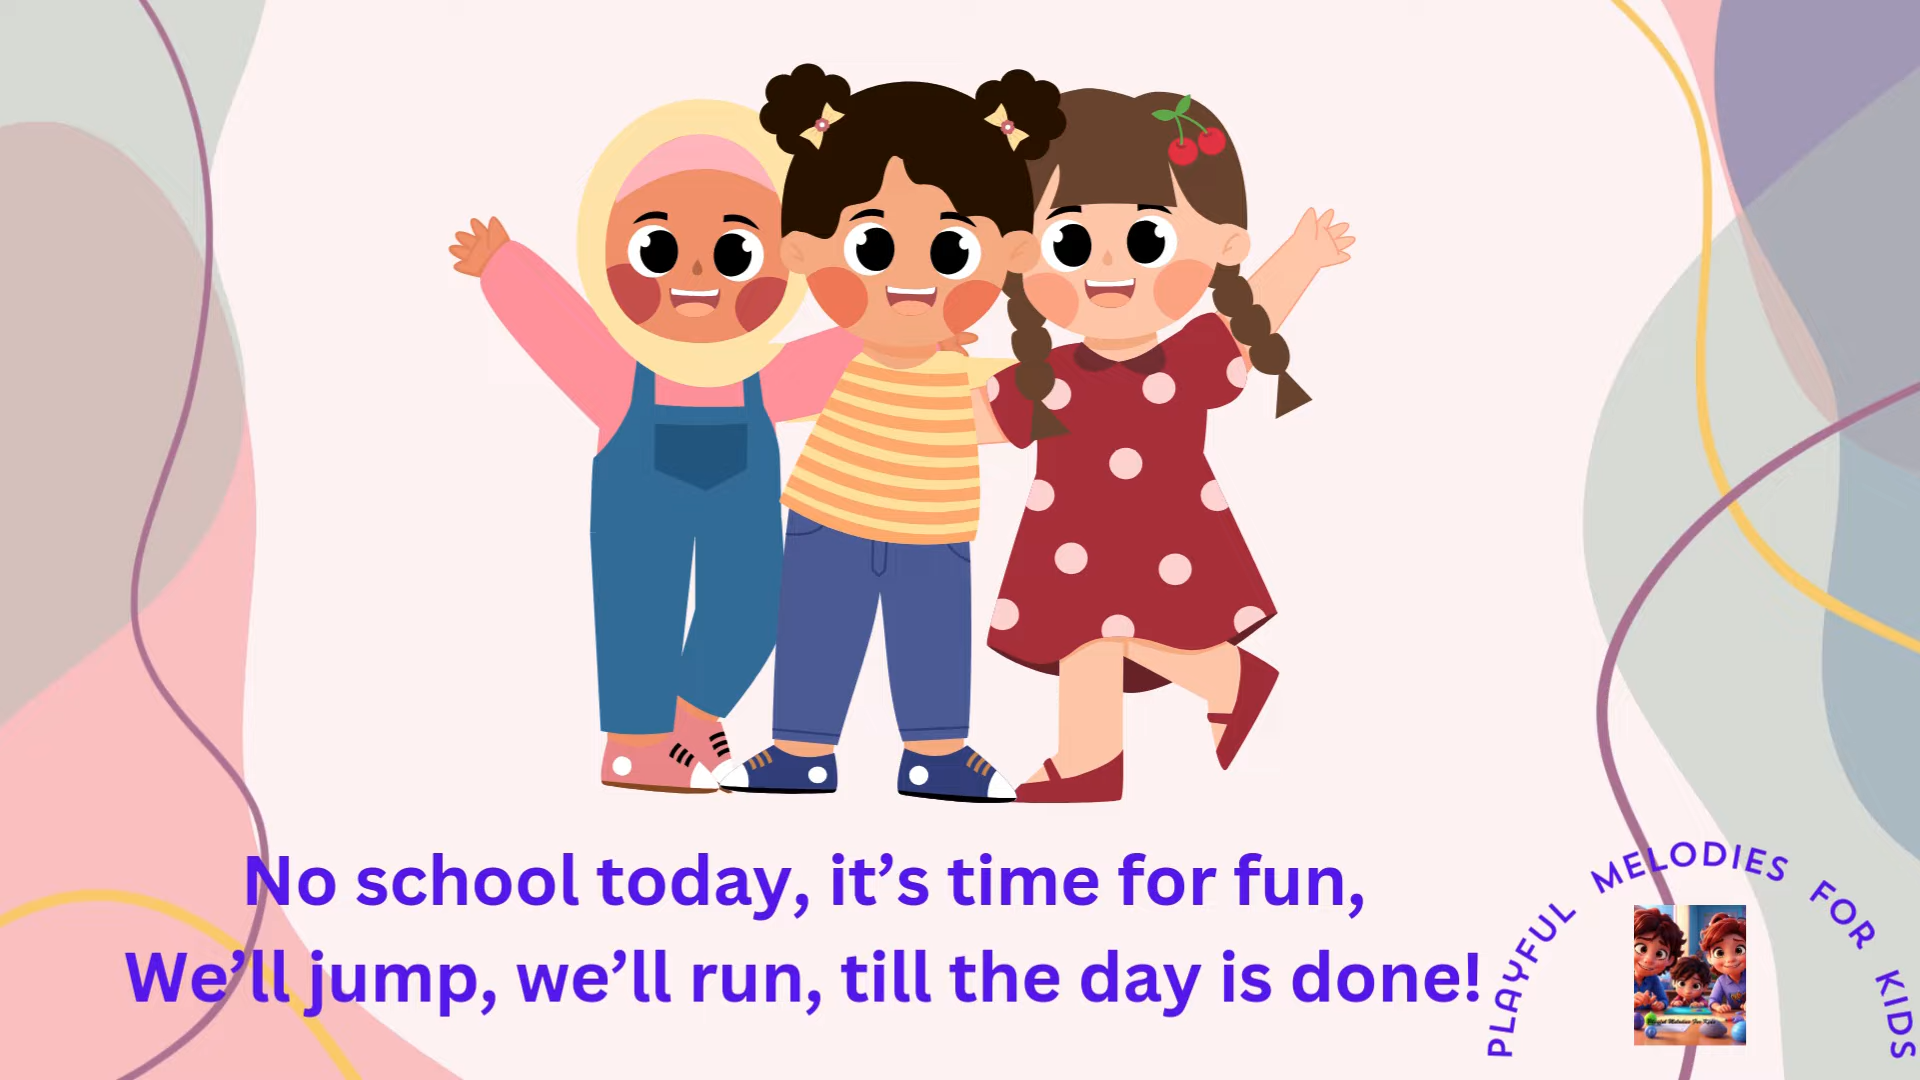 No school today, it’s time for fun,
We’ll jump, we’ll run, till the day is done!
PLAYFUL MELODIES FOR KIDS